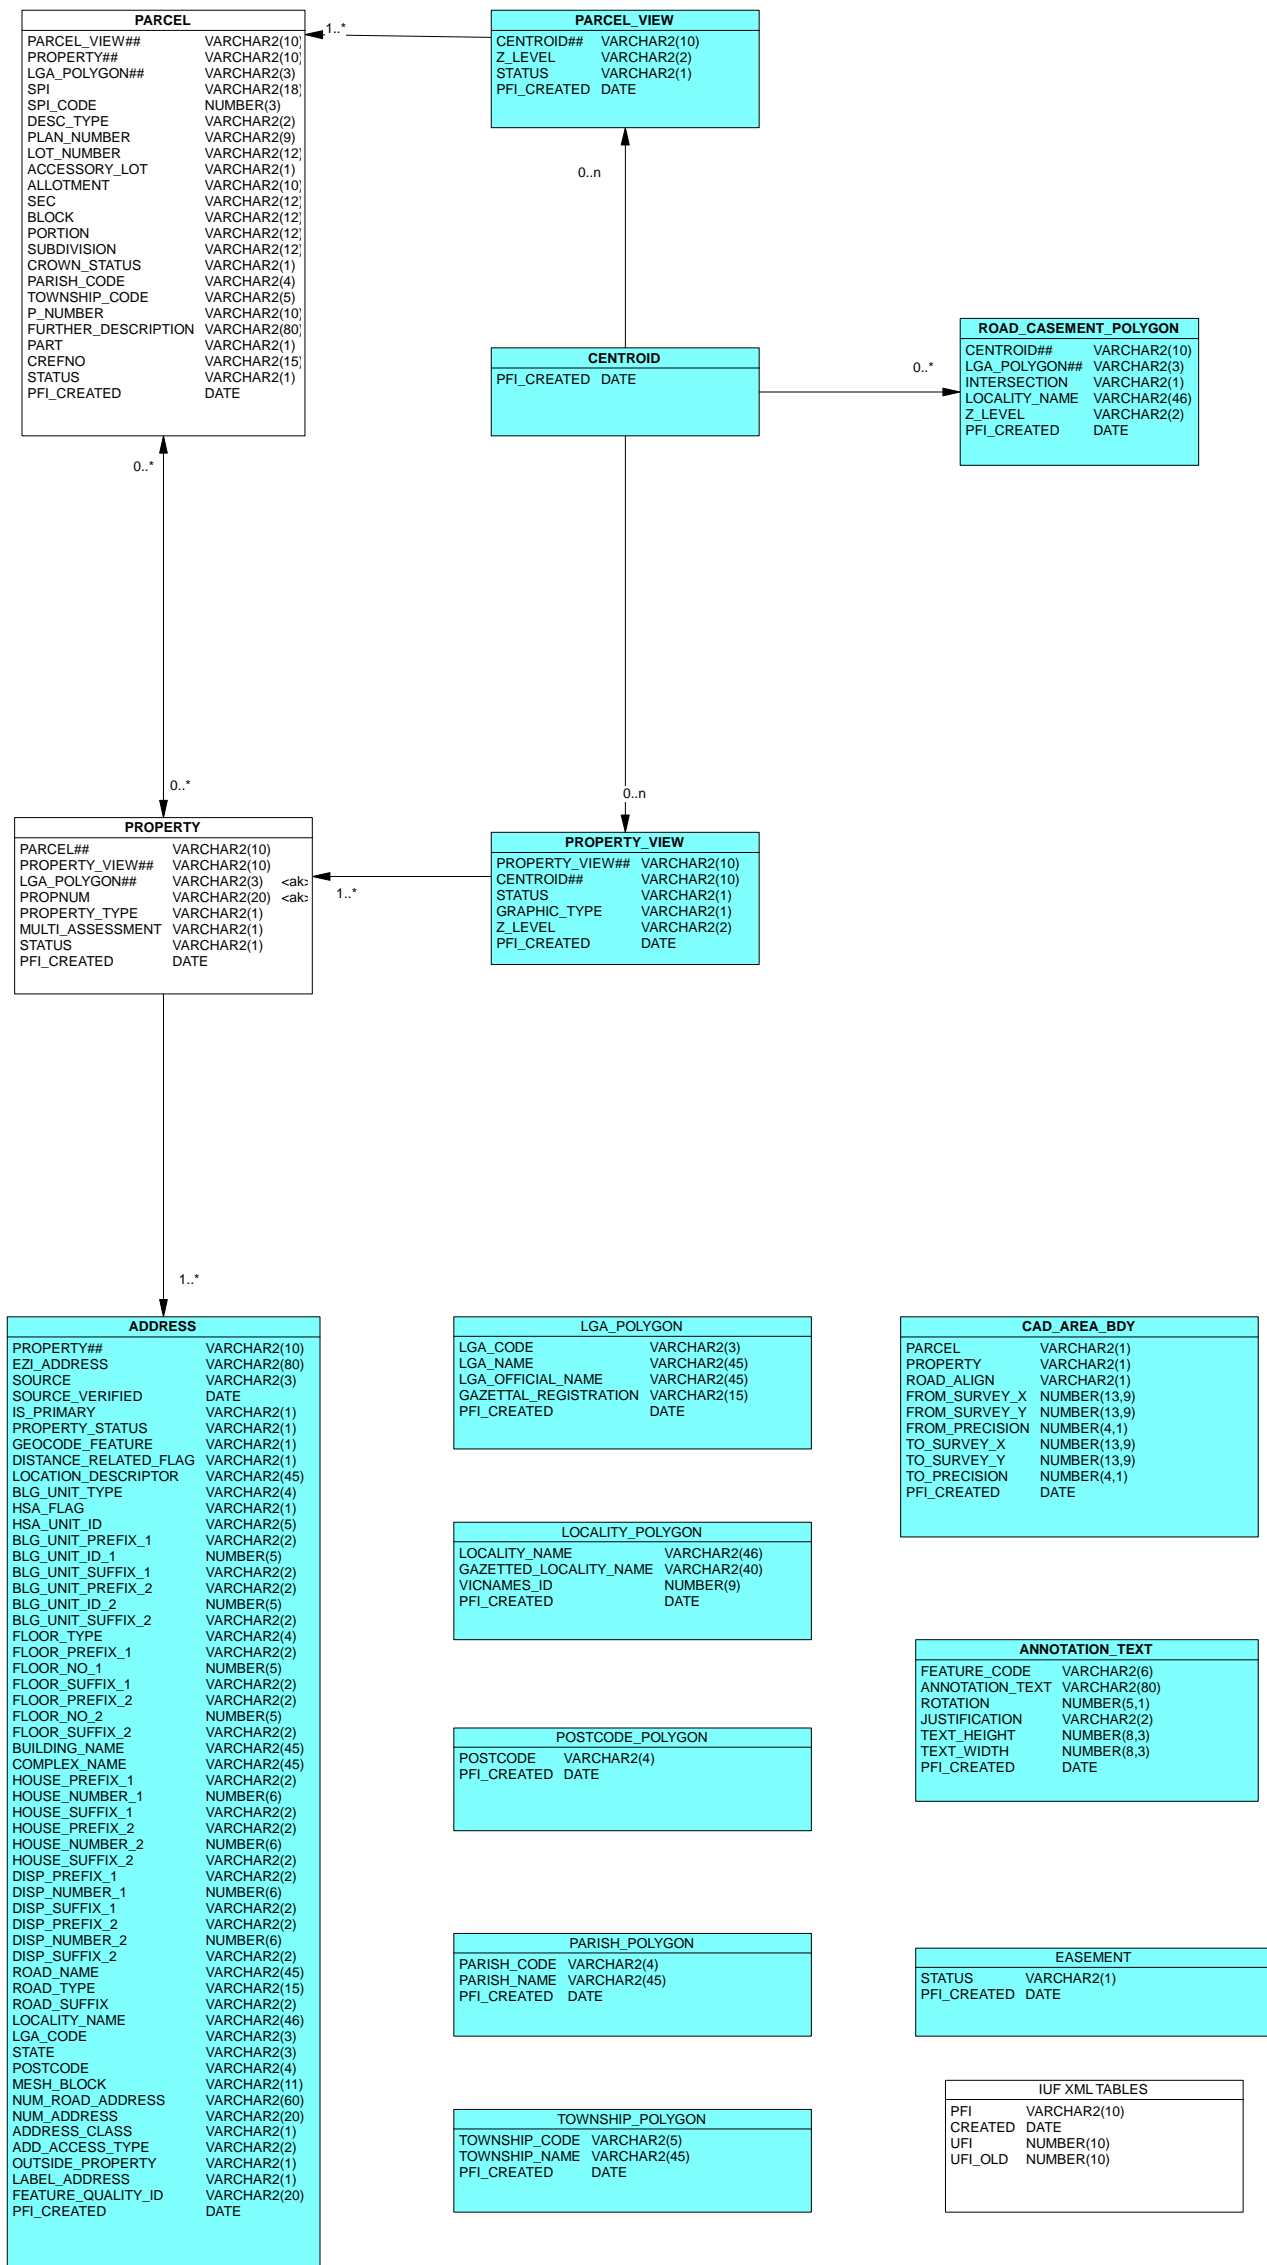 PARCEL
PARCEL_VIEW## VARCHAR2(10)
PROPERTY## VARCHAR2(10)
LGA_POLYGON## VARCHAR2(3)
SPI VARCHAR2(18)
SPI_CODE NUMBER(3)
DESC_TYPE VARCHAR2(2)
PLAN_NUMBER VARCHAR2(9)
LOT_NUMBER VARCHAR2(12)
ACCESSORY_LOT VARCHAR2(1)
ALLOTMENT VARCHAR2(10)
SEC VARCHAR2(12)
BLOCK VARCHAR2(12)
PORTION VARCHAR2(12)
SUBDIVISION VARCHAR2(12)
CROWN_STATUS VARCHAR2(1)
PARISH_CODE VARCHAR2(4)
TOWNSHIP_CODE VARCHAR2(5)
P_NUMBER VARCHAR2(10)
FURTHER_DESCRIPTION VARCHAR2(80)
PART VARCHAR2(1)
CREFNO VARCHAR2(15)
STATUS VARCHAR2(1)
PFI_CREATED DATE
1..*
PARCEL_VIEW
CENTROID## VARCHAR2(10)
Z_LEVEL VARCHAR2(2)
STATUS VARCHAR2(1)
PFI_CREATED DATE
0..n
CENTROID
PFI_CREATED DATE
0..*
ROAD_CASEMENT_POLYGON
CENTROID## VARCHAR2(10)
LGA_POLYGON## VARCHAR2(3)
INTERSECTION VARCHAR2(1)
LOCALITY_NAME VARCHAR2(46)
Z_LEVEL VARCHAR2(2)
PFI_CREATED DATE
0..*
0..*
0..n
PROPERTY
PARCEL## VARCHAR2(10)
PROPERTY_VIEW## VARCHAR2(10)
LGA_POLYGON## VARCHAR2(3) <ak>
PROPNUM VARCHAR2(20) <ak>
PROPERTY_TYPE VARCHAR2(1)
MULTI_ASSESSMENT VARCHAR2(1)
STATUS VARCHAR2(1)
PFI_CREATED DATE
1..*
PROPERTY_VIEW
PROPERTY_VIEW## VARCHAR2(10)
CENTROID## VARCHAR2(10)
STATUS VARCHAR2(1)
GRAPHIC_TYPE VARCHAR2(1)
Z_LEVEL VARCHAR2(2)
PFI_CREATED DATE
1..*
ADDRESS
PROPERTY## VARCHAR2(10)
EZI_ADDRESS VARCHAR2(80)
SOURCE VARCHAR2(3)
SOURCE_VERIFIED DATE
IS_PRIMARY VARCHAR2(1)
PROPERTY_STATUS VARCHAR2(1)
GEOCODE_FEATURE VARCHAR2(1)
DISTANCE_RELATED_FLAG VARCHAR2(1)
LOCATION_DESCRIPTOR VARCHAR2(45)
BLG_UNIT_TYPE VARCHAR2(4)
HSA_FLAG VARCHAR2(1)
HSA_UNIT_ID VARCHAR2(5)
BLG_UNIT_PREFIX_1 VARCHAR2(2)
BLG_UNIT_ID_1 NUMBER(5)
BLG_UNIT_SUFFIX_1 VARCHAR2(2)
BLG_UNIT_PREFIX_2 VARCHAR2(2)
BLG_UNIT_ID_2 NUMBER(5)
BLG_UNIT_SUFFIX_2 VARCHAR2(2)
FLOOR_TYPE VARCHAR2(4)
FLOOR_PREFIX_1 VARCHAR2(2)
FLOOR_NO_1 NUMBER(5)
FLOOR_SUFFIX_1 VARCHAR2(2)
FLOOR_PREFIX_2 VARCHAR2(2)
FLOOR_NO_2 NUMBER(5)
FLOOR_SUFFIX_2 VARCHAR2(2)
BUILDING_NAME VARCHAR2(45)
COMPLEX_NAME VARCHAR2(45)
HOUSE_PREFIX_1 VARCHAR2(2)
HOUSE_NUMBER_1 NUMBER(6)
HOUSE_SUFFIX_1 VARCHAR2(2)
HOUSE_PREFIX_2 VARCHAR2(2)
HOUSE_NUMBER_2 NUMBER(6)
HOUSE_SUFFIX_2 VARCHAR2(2)
DISP_PREFIX_1 VARCHAR2(2)
DISP_NUMBER_1 NUMBER(6)
DISP_SUFFIX_1 VARCHAR2(2)
DISP_PREFIX_2 VARCHAR2(2)
DISP_NUMBER_2 NUMBER(6)
DISP_SUFFIX_2 VARCHAR2(2)
ROAD_NAME VARCHAR2(45)
ROAD_TYPE VARCHAR2(15)
ROAD_SUFFIX VARCHAR2(2)
LOCALITY_NAME VARCHAR2(46)
LGA_CODE VARCHAR2(3)
STATE VARCHAR2(3)
POSTCODE VARCHAR2(4)
MESH_BLOCK VARCHAR2(11)
NUM_ROAD_ADDRESS VARCHAR2(60)
NUM_ADDRESS VARCHAR2(20)
ADDRESS_CLASS VARCHAR2(1)
ADD_ACCESS_TYPE VARCHAR2(2)
OUTSIDE_PROPERTY VARCHAR2(1)
LABEL_ADDRESS VARCHAR2(1)
FEATURE_QUALITY_ID VARCHAR2(20)
PFI_CREATED DATE
LGA_POLYGON
LGA_CODE VARCHAR2(3)
LGA_NAME VARCHAR2(45)
LGA_OFFICIAL_NAME VARCHAR2(45)
GAZETTAL_REGISTRATION VARCHAR2(15)
PFI_CREATED DATE
LOCALITY_POLYGON
LOCALITY_NAME VARCHAR2(46)
GAZETTED_LOCALITY_NAME VARCHAR2(40)
VICNAMES_ID NUMBER(9)
PFI_CREATED DATE
POSTCODE_POLYGON
POSTCODE VARCHAR2(4)
PFI_CREATED DATE
PARISH_POLYGON
PARISH_CODE VARCHAR2(4)
PARISH_NAME VARCHAR2(45)
PFI_CREATED DATE
TOWNSHIP_POLYGON
TOWNSHIP_CODE VARCHAR2(5)
TOWNSHIP_NAME VARCHAR2(45)
PFI_CREATED DATE
CAD_AREA_BDY
PARCEL VARCHAR2(1)
PROPERTY VARCHAR2(1)
ROAD_ALIGN VARCHAR2(1)
FROM_SURVEY_X NUMBER(13,9)
FROM_SURVEY_Y NUMBER(13,9)
FROM_PRECISION NUMBER(4,1)
TO_SURVEY_X NUMBER(13,9)
TO_SURVEY_Y NUMBER(13,9)
TO_PRECISION NUMBER(4,1)
PFI_CREATED DATE
ANNOTATION_TEXT
FEATURE_CODE VARCHAR2(6)
ANNOTATION_TEXT VARCHAR2(80)
ROTATION NUMBER(5,1)
JUSTIFICATION VARCHAR2(2)
TEXT_HEIGHT NUMBER(8,3)
TEXT_WIDTH NUMBER(8,3)
PFI_CREATED DATE
EASEMENT
STATUS VARCHAR2(1)
PFI_CREATED DATE
IUF XML TABLES
PFI VARCHAR2(10)
CREATED DATE
UFI NUMBER(10)
UFI_OLD NUMBER(10)